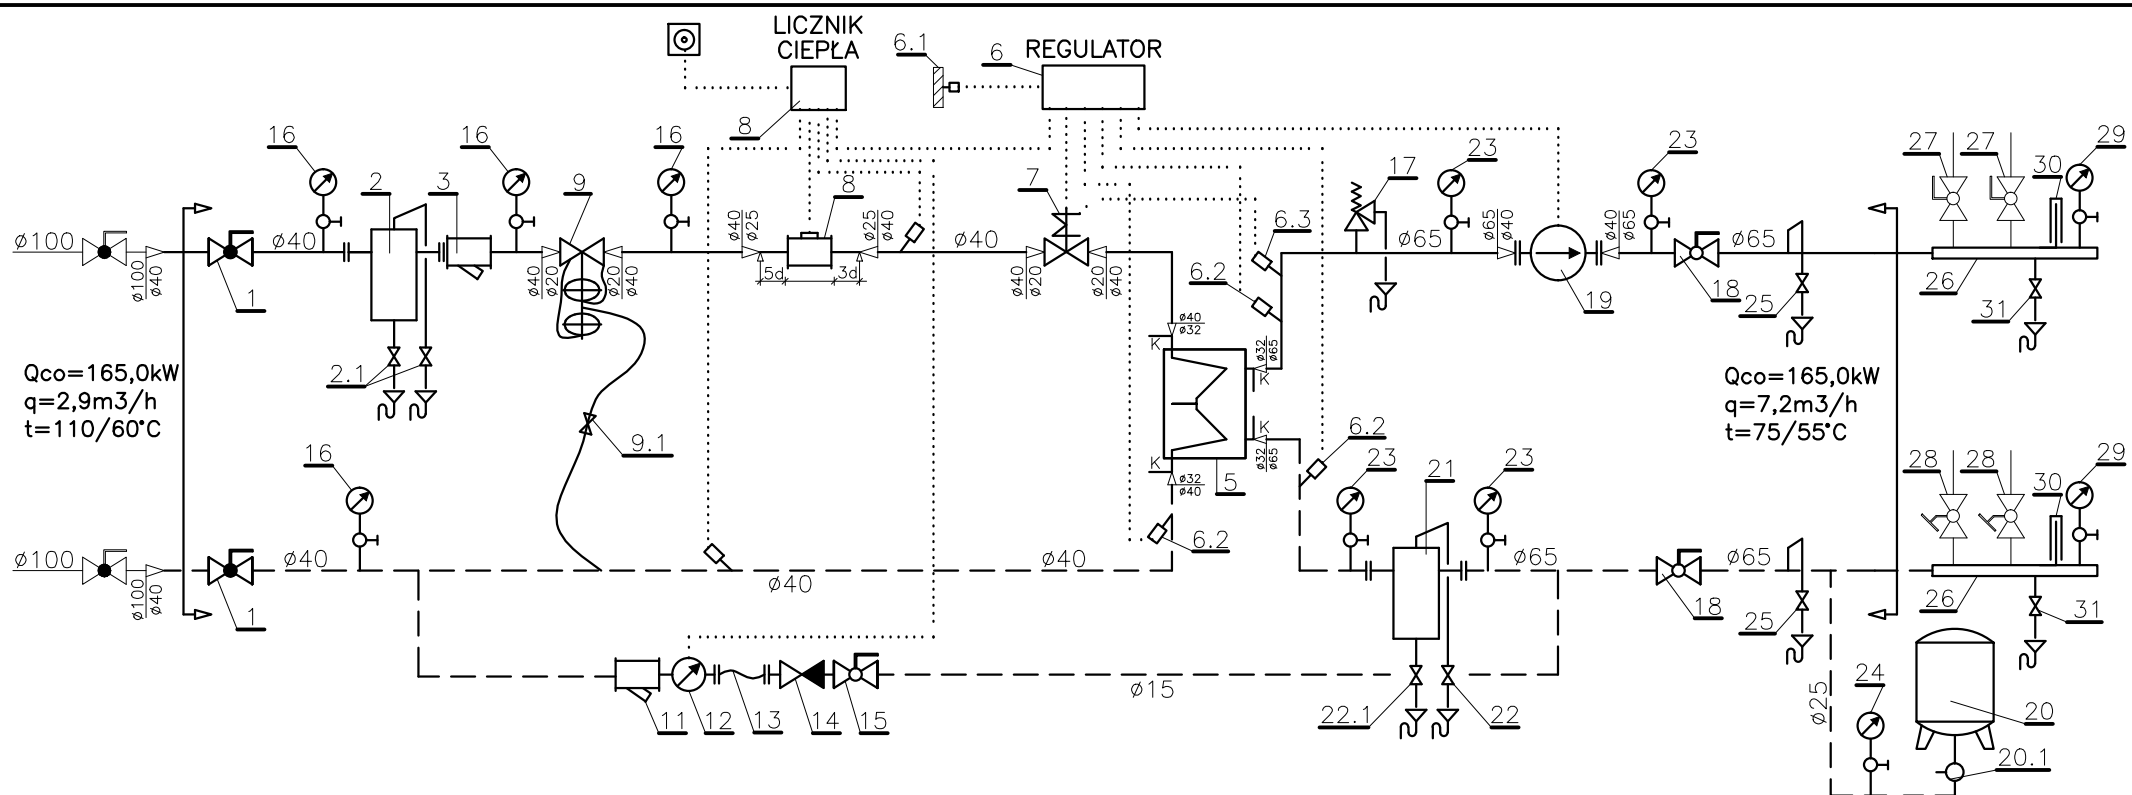 LICZNIK
CIEPŁA
6.1
6
REGULATOR
8
16
16
16
23
23
27
27
29
30
2
3
9
8
7
17
6.3
6.2
ø100
ø40
ø40
ø65
ø65
ø100
ø40
ø40
ø20
ø20
ø40
ø40
ø25
ø25
ø40
5d
3d
ø40
ø20
ø20
ø40
ø65
ø40
ø40
ø65
1
19
18
25
26
31
ø40
ø32
K
ø32
ø65
K
2.1
Qco=165,0kW
q=2,9m3/h
t=110/60°C
Qco=165,0kW
q=7,2m3/h
t=75/55°C
9.1
K
ø32
ø65
K
ø32
ø40
5
6.2
6.2
16
23
21
23
28
28
29
30
ø100
ø40
ø40
ø40
ø65
ø65
ø100
ø40
1
18
25
26
31
11
12
13
14
15
ø15
22.1
22
24
ø25
20
20.1